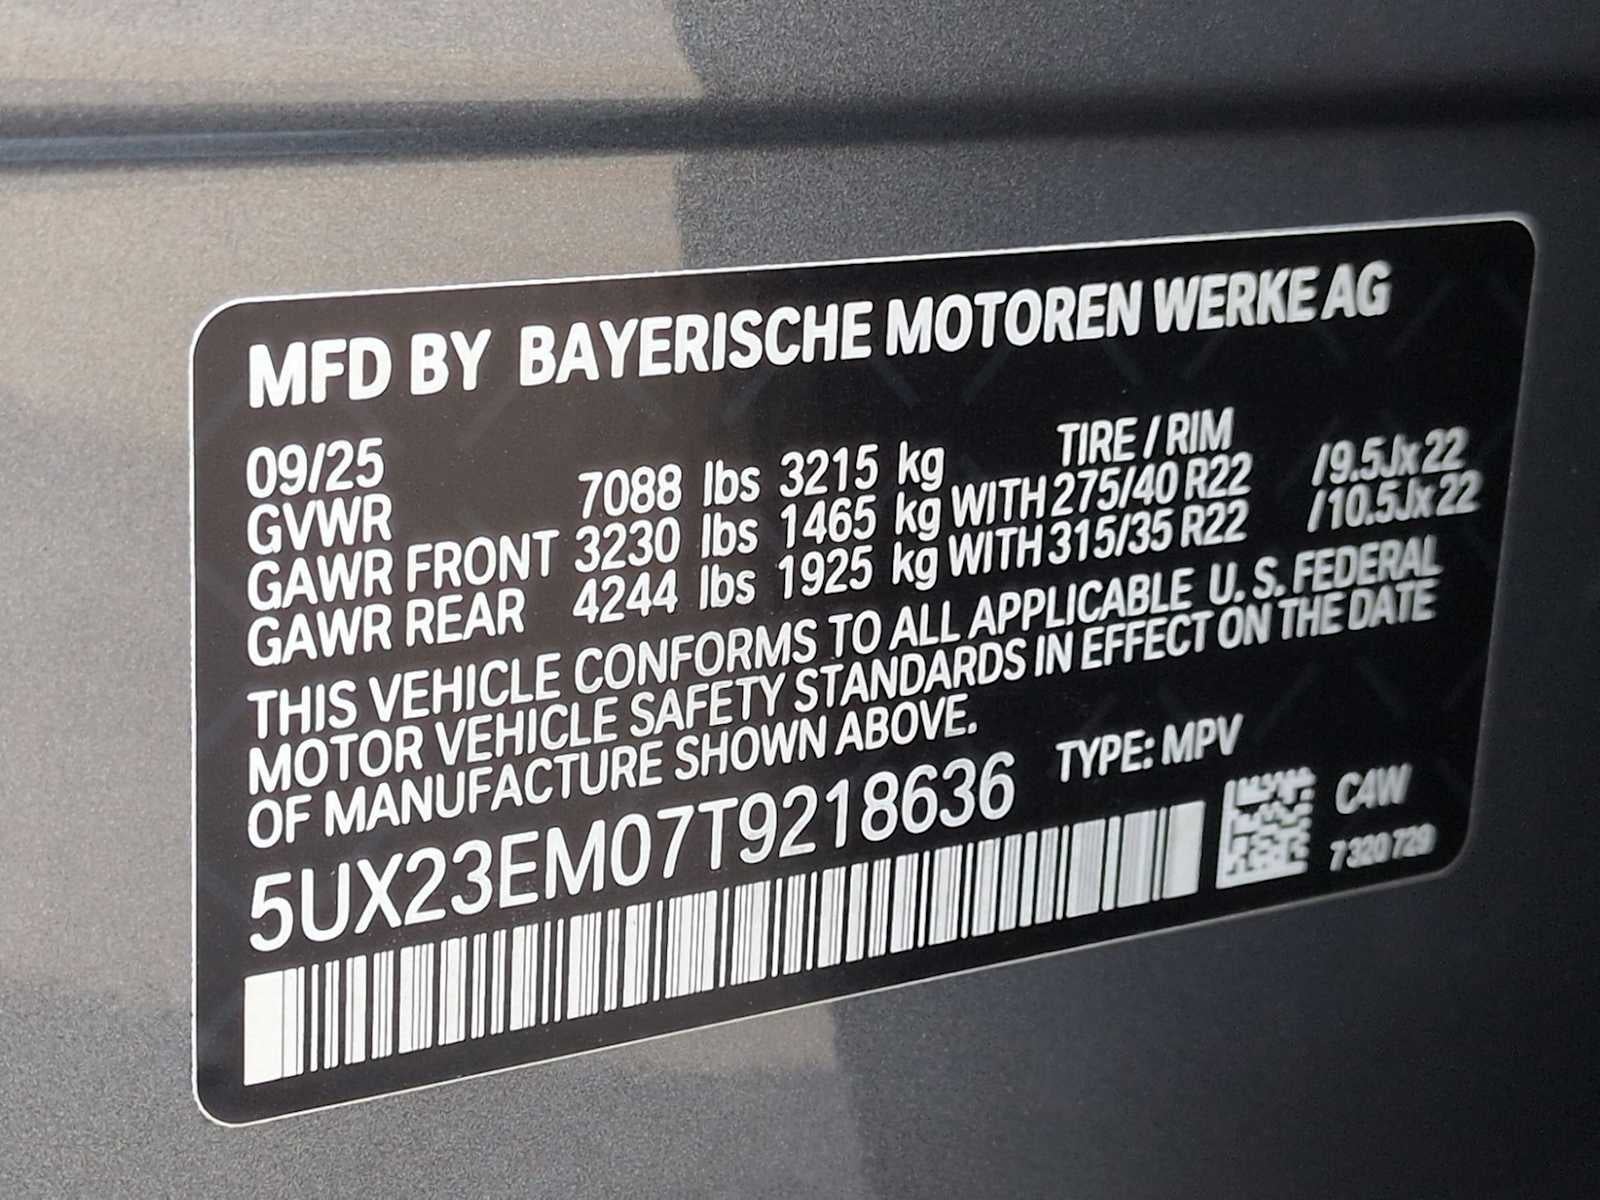 MFD BY BAYERISCHE MOTOREN WERKE AG
09/25 TIRE / RIM
GVWR 7088 lbs 3215 kg
GAWR FRONT 3230 lbs 1465 kg WITH 275/40 R22 /9.5Jx22
GAWR REAR 4244 lbs 1925 kg WITH 315/35 R22 /10.5Jx22
THIS VEHICLE CONFORMS TO ALL APPLICABLE U. S. FEDERAL
MOTOR VEHICLE SAFETY STANDARDS IN EFFECT ON THE DATE
OF MANUFACTURE SHOWN ABOVE.
5UX23EM07T9218636 TYPE: MPV
C4W
7 320 729